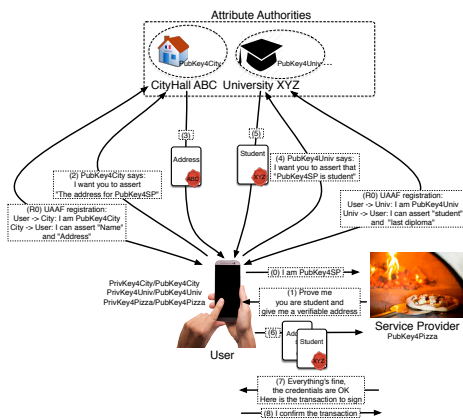 Attribute Authorities
PubKey4City
PubKey4Univ
CityHall ABC University XYZ
(3)
(5)
Address
ABC
Student
XYZ
(2) PubKey4City says:
I want you to assert
"The address for PubKey4SP"
(4) PubKey4Univ says:
I want you to assert that
"PubKey4SP is student"
(R0) UAAF registration:
User -> City: I am PubKey4City
City -> User: I can assert "Name"
and "Address"
(R0) UAAF registration:
User -> Univ: I am PubKey4Univ
Univ -> User: I can assert "student"
and "last diploma"
PrivKey4City/PubKey4City
PrivKey4Univ/PubKey4Univ
PrivKey4Pizza/PubKey4Pizza
(0) I am PubKey4SP
(1) Prove me
you are student and
give me a verifiable address
(6)
Student
XYZ
User
Service Provider
PubKey4Pizza
(7) Everything's fine,
the credentials are OK
Here is the transaction to sign
(8) I confirm the transaction